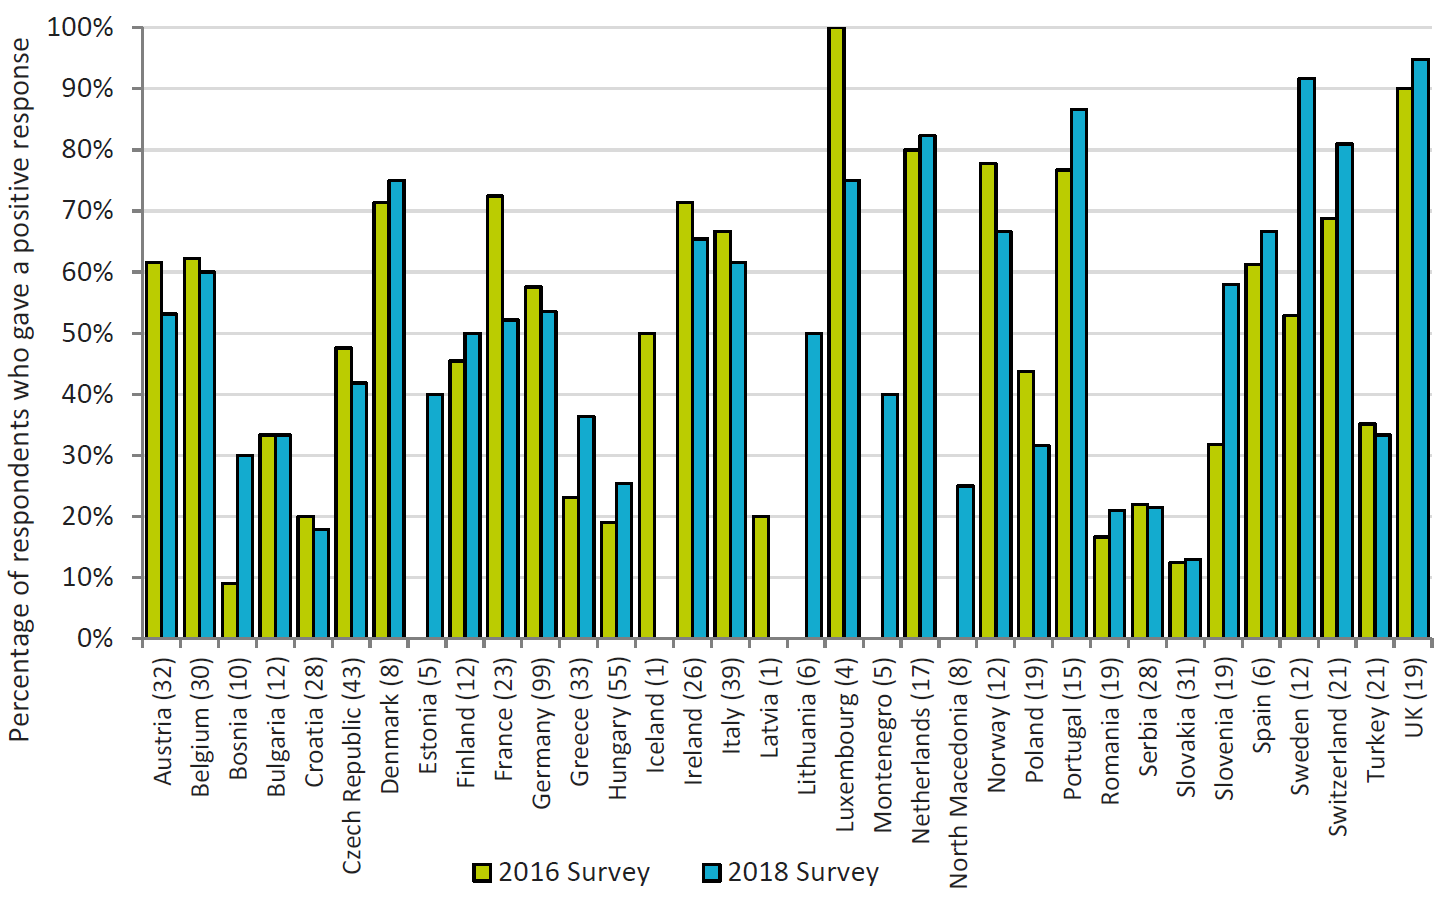 Percentage of respondents who gave a positive response
100%
90%
80%
70%
60%
50%
40%
30%
20%
10%
0%
Austria (32)
Belgium (30)
Bosnia (10)
Bulgaria (12)
Croatia (28)
Czech Republic (43)
Denmark (8)
Estonia (5)
Finland (12)
France (23)
Germany (99)
Greece (33)
Hungary (55)
Iceland (1)
Ireland (26)
Italy (39)
Latvia (1)
Lithuania (6)
Luxembourg (4)
Montenegro (5)
Netherlands (17)
North Macedonia (8)
Norway (12)
Poland (19)
Portugal (15)
Romania (19)
Serbia (28)
Slovakia (31)
Slovenia (19)
Spain (6)
Sweden (12)
Switzerland (21)
Turkey (21)
UK (19)
2016 Survey
2018 Survey